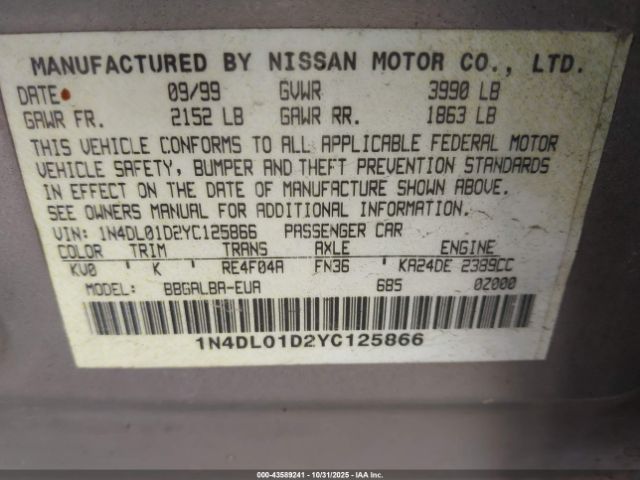 MANUFACTURED BY NISSAN MOTOR CO., LTD.
DATE 09/99 GVWR 3990 LB
GAWR FR. 2152 LB GAWR RR. 1863 LB
THIS VEHICLE CONFORMS TO ALL APPLICABLE FEDERAL MOTOR
VEHICLE SAFETY, BUMPER AND THEFT PREVENTION STANDARDS
IN EFFECT ON THE DATE OF MANUFACTURE SHOWN ABOVE.
SEE OWNERS MANUAL FOR ADDITIONAL INFORMATION.
VIN: 1N4DL01D2YC125866 PASSENGER CAR
COLOR TRIM TRANS AXLE ENGINE
KV0 K RE4F04A FN36 KA24DE 2389CC
MODEL: BBGALBA-EUA 6B5 0Z000
1N4DL01D2YC125866
000-43589241 - 10/31/2025 - IAAI.com. Copyright IAA, Inc.